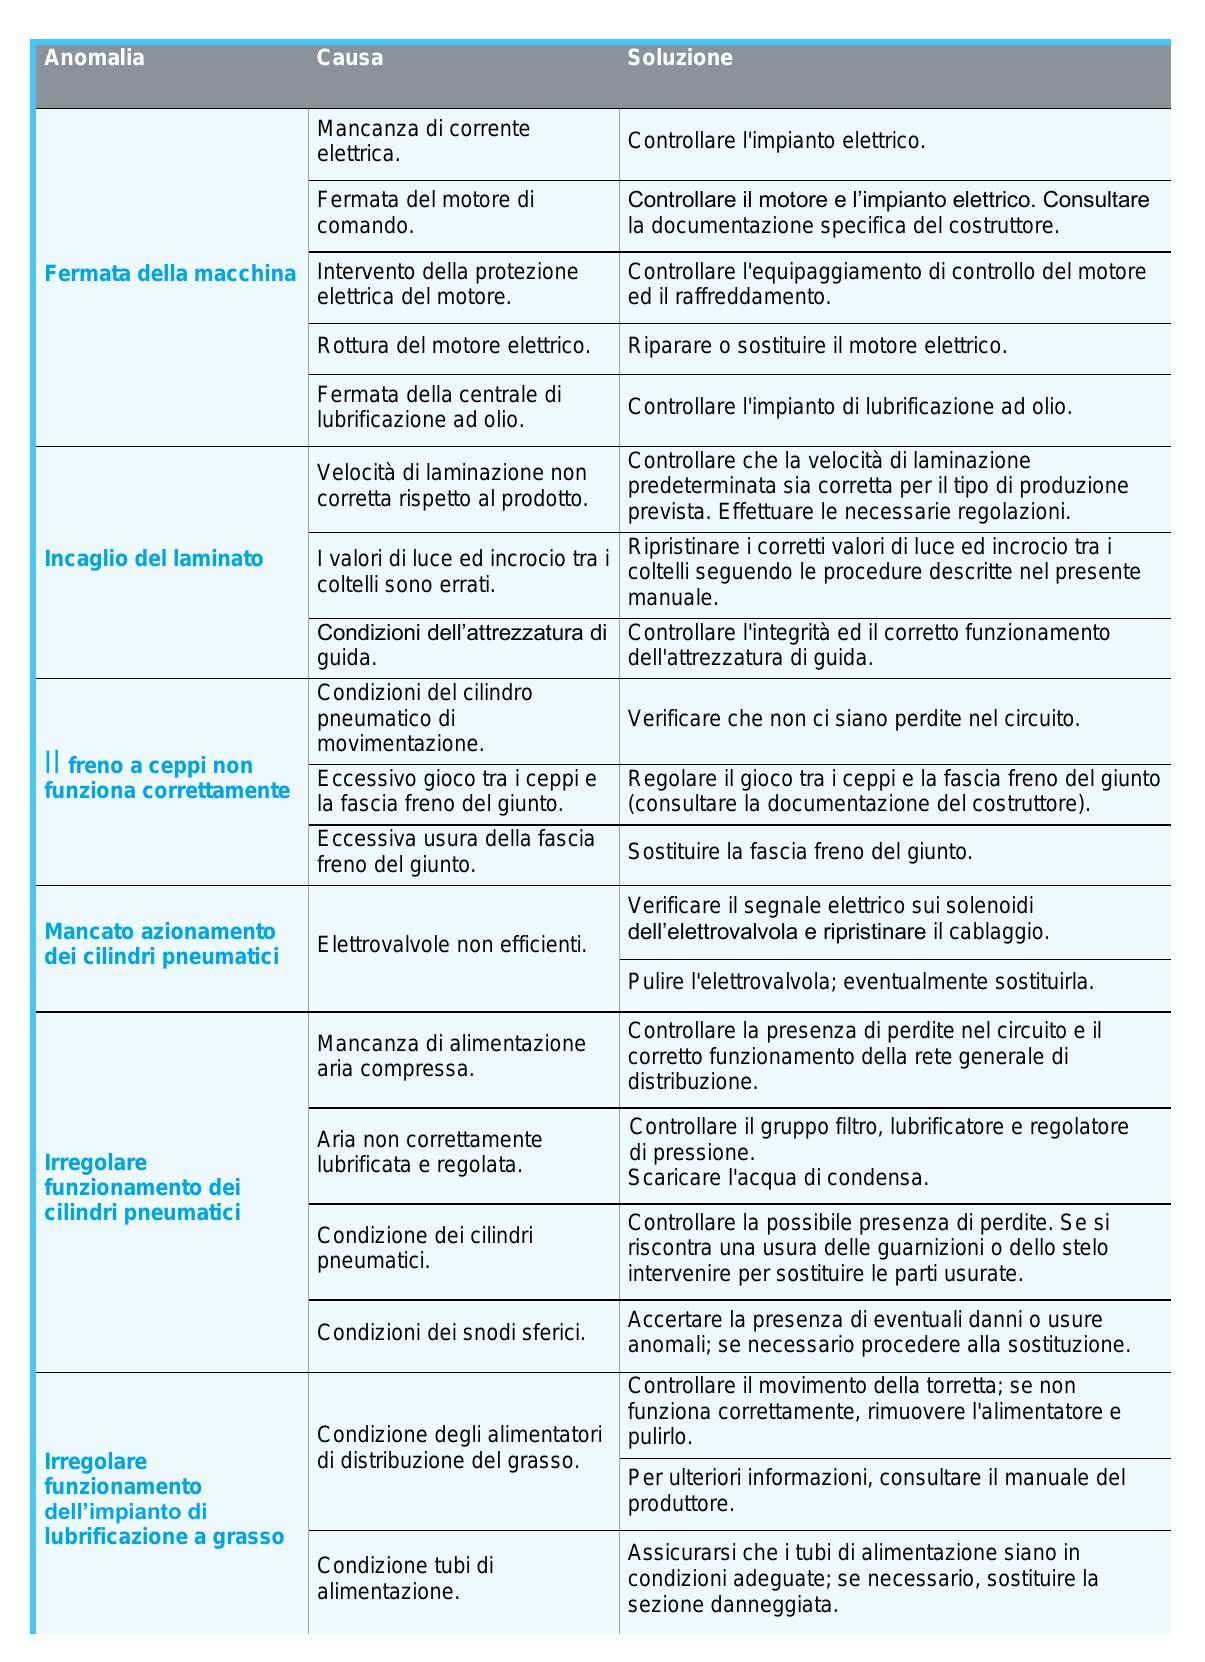 Anomalia
Causa
Soluzione
Fermata della macchina
Mancanza di corrente
elettrica.
Controllare l'impianto elettrico.
Fermata del motore di
comando.
Controllare il motore e l’impianto elettrico. Consultare
la documentazione specifica del costruttore.
Intervento della protezione
elettrica del motore.
Controllare l'equipaggiamento di controllo del motore
ed il raffreddamento.
Rottura del motore elettrico.
Riparare o sostituire il motore elettrico.
Fermata della centrale di
lubrificazione ad olio.
Controllare l'impianto di lubrificazione ad olio.
Incaglio del laminato
Velocità di laminazione non
corretta rispetto al prodotto.
Controllare che la velocità di laminazione
predeterminata sia corretta per il tipo di produzione
prevista. Effettuare le necessarie regolazioni.
I valori di luce ed incrocio tra i
coltelli sono errati.
Ripristinare i corretti valori di luce ed incrocio tra i
coltelli seguendo le procedure descritte nel presente
manuale.
Condizioni dell’attrezzatura di
guida.
Controllare l'integrità ed il corretto funzionamento
dell'attrezzatura di guida.
Il freno a ceppi non
funziona correttamente
Condizioni del cilindro
pneumatico di
movimentazione.
Verificare che non ci siano perdite nel circuito.
Eccessivo gioco tra i ceppi e
la fascia freno del giunto.
Regolare il gioco tra i ceppi e la fascia freno del giunto
(consultare la documentazione del costruttore).
Eccessiva usura della fascia
freno del giunto.
Sostituire la fascia freno del giunto.
Mancato azionamento
dei cilindri pneumatici
Elettrovalvole non efficienti.
Verificare il segnale elettrico sui solenoidi
dell’elettrovalvola e ripristinare il cablaggio.
Pulire l'elettrovalvola; eventualmente sostituirla.
Irregolare
funzionamento dei
cilindri pneumatici
Mancanza di alimentazione
aria compressa.
Controllare la presenza di perdite nel circuito e il
corretto funzionamento della rete generale di
distribuzione.
Aria non correttamente
lubrificata e regolata.
Controllare il gruppo filtro, lubrificatore e regolatore
di pressione.
Scaricare l'acqua di condensa.
Condizione dei cilindri
pneumatici.
Controllare la possibile presenza di perdite. Se si
riscontra una usura delle guarnizioni o dello stelo
intervenire per sostituire le parti usurate.
Condizioni dei snodi sferici.
Accertare la presenza di eventuali danni o usure
anomali; se necessario procedere alla sostituzione.
Irregolare
funzionamento
dell’impianto di
lubrificazione a grasso
Condizione degli alimentatori
di distribuzione del grasso.
Controllare il movimento della torretta; se non
funziona correttamente, rimuovere l'alimentatore e
pulirlo.
Per ulteriori informazioni, consultare il manuale del
produttore.
Condizione tubi di
alimentazione.
Assicurarsi che i tubi di alimentazione siano in
condizioni adeguate; se necessario, sostituire la
sezione danneggiata.